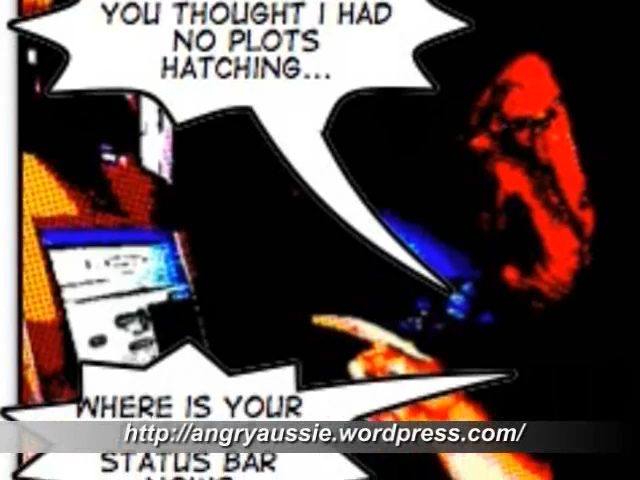 YOU THOUGHT I HAD
NO PLOTS
HATCHING...
WHERE IS YOUR
http://angryaussie.wordpress.com/
STATUS BAR